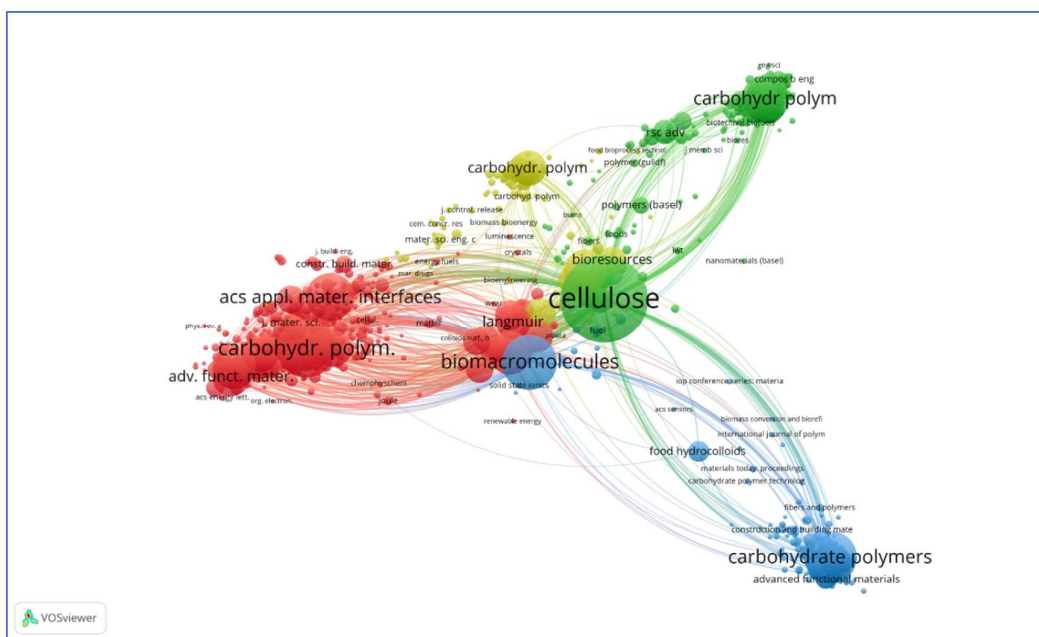 eng sci
compos b eng
carbohydr polym
biotechnol biofuels
rsc adv
biores
j memb sci
food bioprocess technol
polymer (guildf)
carbohydr. polym
carbohyd. polym
polymers (basel)
j. control. release
burns
biomass bioenergy
cem. concr. res
foods
luminescence
mater. sci. eng. c
fibers
j. build. eng.
crystals
bioresources
nanomaterials (basel)
constr. build. mater.
energy fuels
mar. drugs
bioengineering
acs appl. mater. interfaces
cellulose
wear
langmuir
j. mater. sci.
cellul.
matter
fuel
colloids surf., b
carbohydr. polym.
biomacromolecules
adv. funct. mater.
chemphyschem
solid state ionics
iop conference series: materia
acs energy lett.
org. electron.
joule
acs sensors
renewable energy
biomass conversion and biorefi
international journal of polym
food hydrocolloids
materials today: proceedings
carbohydrate polymer technolog
fibers and polymers
construction and building mate
carbohydrate polymers
advanced functional materials
VOSviewer